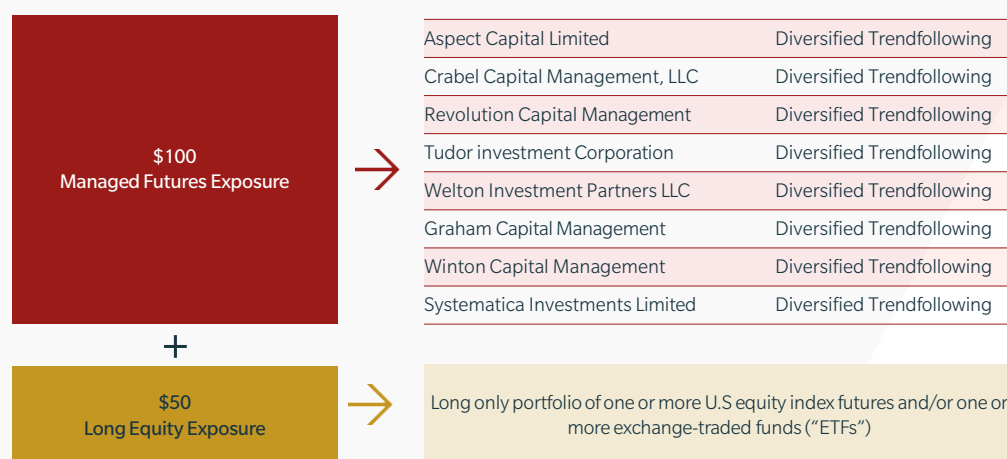 $100
Managed Futures Exposure
Aspect Capital Limited Diversified Trendfollowing
Crabel Capital Management, LLC Diversified Trendfollowing
Revolution Capital Management Diversified Trendfollowing
Tudor investment Corporation Diversified Trendfollowing
Welton Investment Partners LLC Diversified Trendfollowing
Graham Capital Management Diversified Trendfollowing
Winton Capital Management Diversified Trendfollowing
Systematica Investments Limited Diversified Trendfollowing
+
$50
Long Equity Exposure
Long only portfolio of one or more U.S equity index futures and/or one or
more exchange-traded funds (“ETFs”)